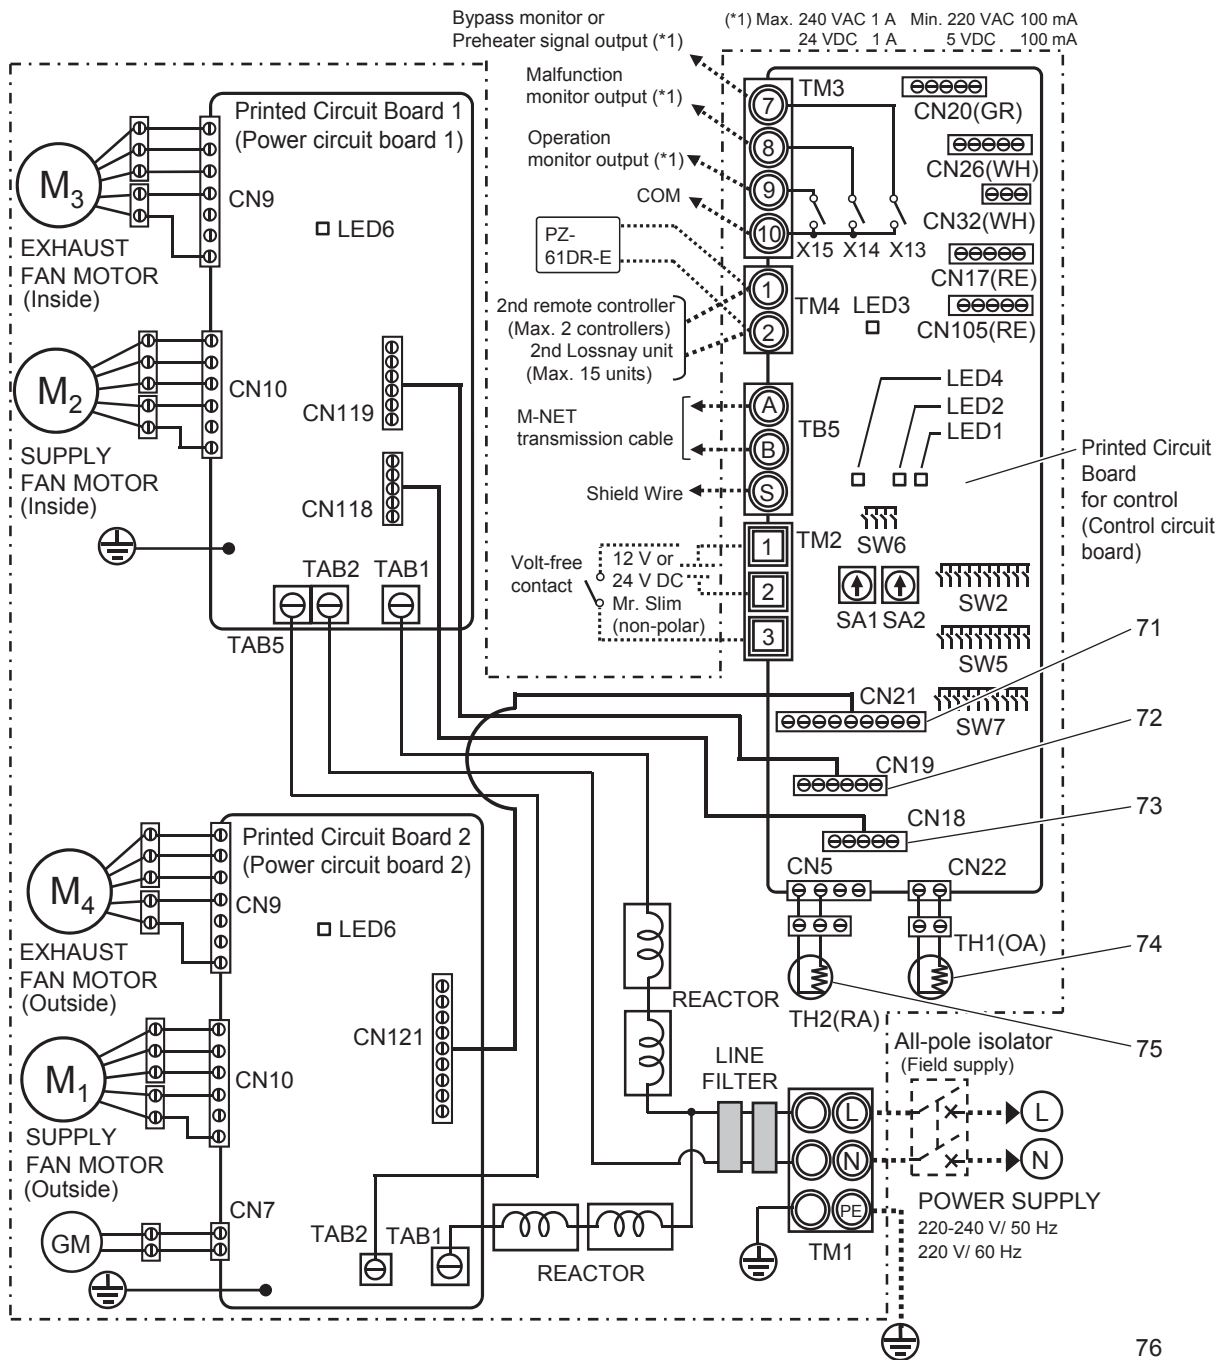 Bypass monitor or
Preheater signal output (*1)
(*1) Max. 240 VAC 1 A Min. 220 VAC 100 mA
24 VDC 1 A 5 VDC 100 mA
Malfunction
monitor output (*1)
Operation
monitor output (*1)
COM
PZ-
61DR-E
2nd remote controller
(Max. 2 controllers)
2nd Lossnay unit
(Max. 15 units)
M-NET
transmission cable
Shield Wire
Volt-free
contact
12 V or
24 V DC
Mr. Slim
(non-polar)
7
8
9
10
TM3
X15 X14 X13
1
2
TM4
A
B
S
TB5
1
2
3
TM2
CN20(GR)
CN26(WH)
CN32(WH)
CN17(RE)
CN105(RE)
LED3
LED4
LED2
LED1
Printed Circuit
Board
for control
(Control circuit
board)
SW6
SA1 SA2
SW2
SW5
SW7
CN21
CN19
CN18
CN5
CN22
TH1(OA)
TH2(RA)
71
72
73
74
75
Printed Circuit Board 1
(Power circuit board 1)
M3
EXHAUST
FAN MOTOR
(Inside)
CN9
LED6
M2
SUPPLY
FAN MOTOR
(Inside)
CN10
CN119
CN118
TAB2 TAB1
TAB5
Printed Circuit Board 2
(Power circuit board 2)
M4
EXHAUST
FAN MOTOR
(Outside)
CN9
LED6
M1
SUPPLY
FAN MOTOR
(Outside)
CN10
CN121
GM
CN7
TAB2 TAB1
REACTOR
REACTOR
LINE
FILTER
L
N
PE
TM1
All-pole isolator
(Field supply)
L
N
POWER SUPPLY
220-240 V/ 50 Hz
220 V/ 60 Hz
76